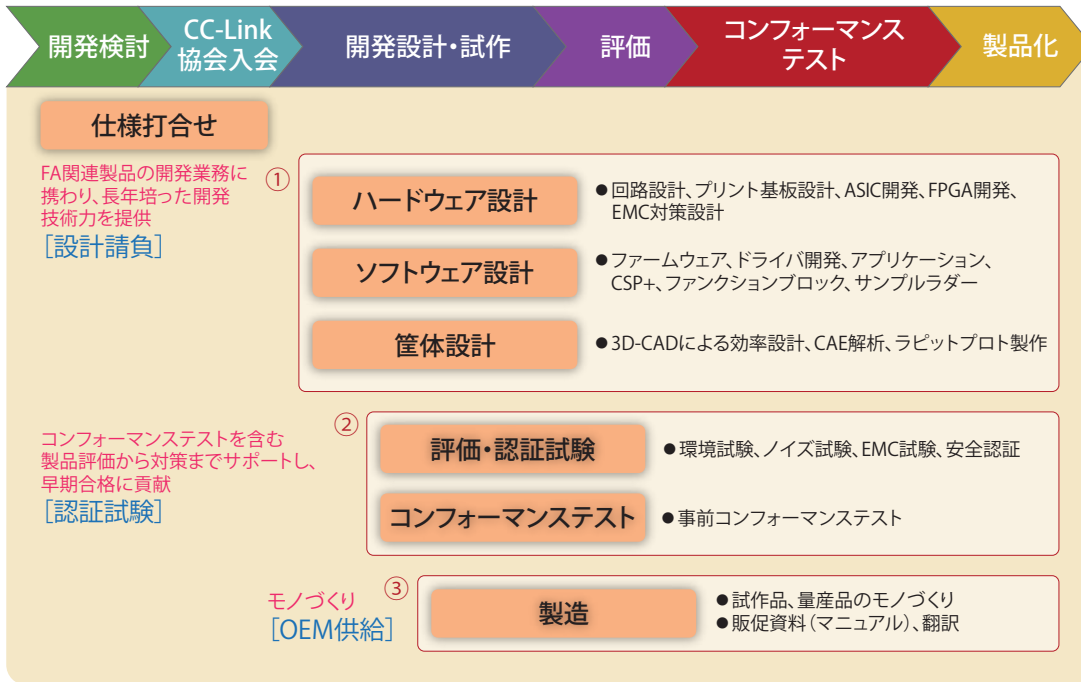 開発検討
CC-Link
協会入会
開発設計・試作
評価
コンフォーマンス
テスト
製品化
仕様打合せ
FA関連製品の開発業務に
携わり、長年培った開発
技術力を提供
［設計請負］
①
ハードウェア設計
●回路設計、プリント基板設計、ASIC開発、FPGA開発、
EMC対策設計
ソフトウェア設計
●ファームウェア、ドライバ開発、アプリケーション、
CSP+、ファンクションブロック、サンプルラダー
筐体設計
●3D-CADによる効率設計、CAE解析、ラピットプロト製作
コンフォーマンステストを含む
製品評価から対策までサポートし、
早期合格に貢献
［認証試験］
②
評価・認証試験
●環境試験、ノイズ試験、EMC試験、安全認証
コンフォーマンステスト
●事前コンフォーマンステスト
モノづくり
［OEM供給］
③
製造
●試作品、量産品のモノづくり
●販促資料（マニュアル）、翻訳